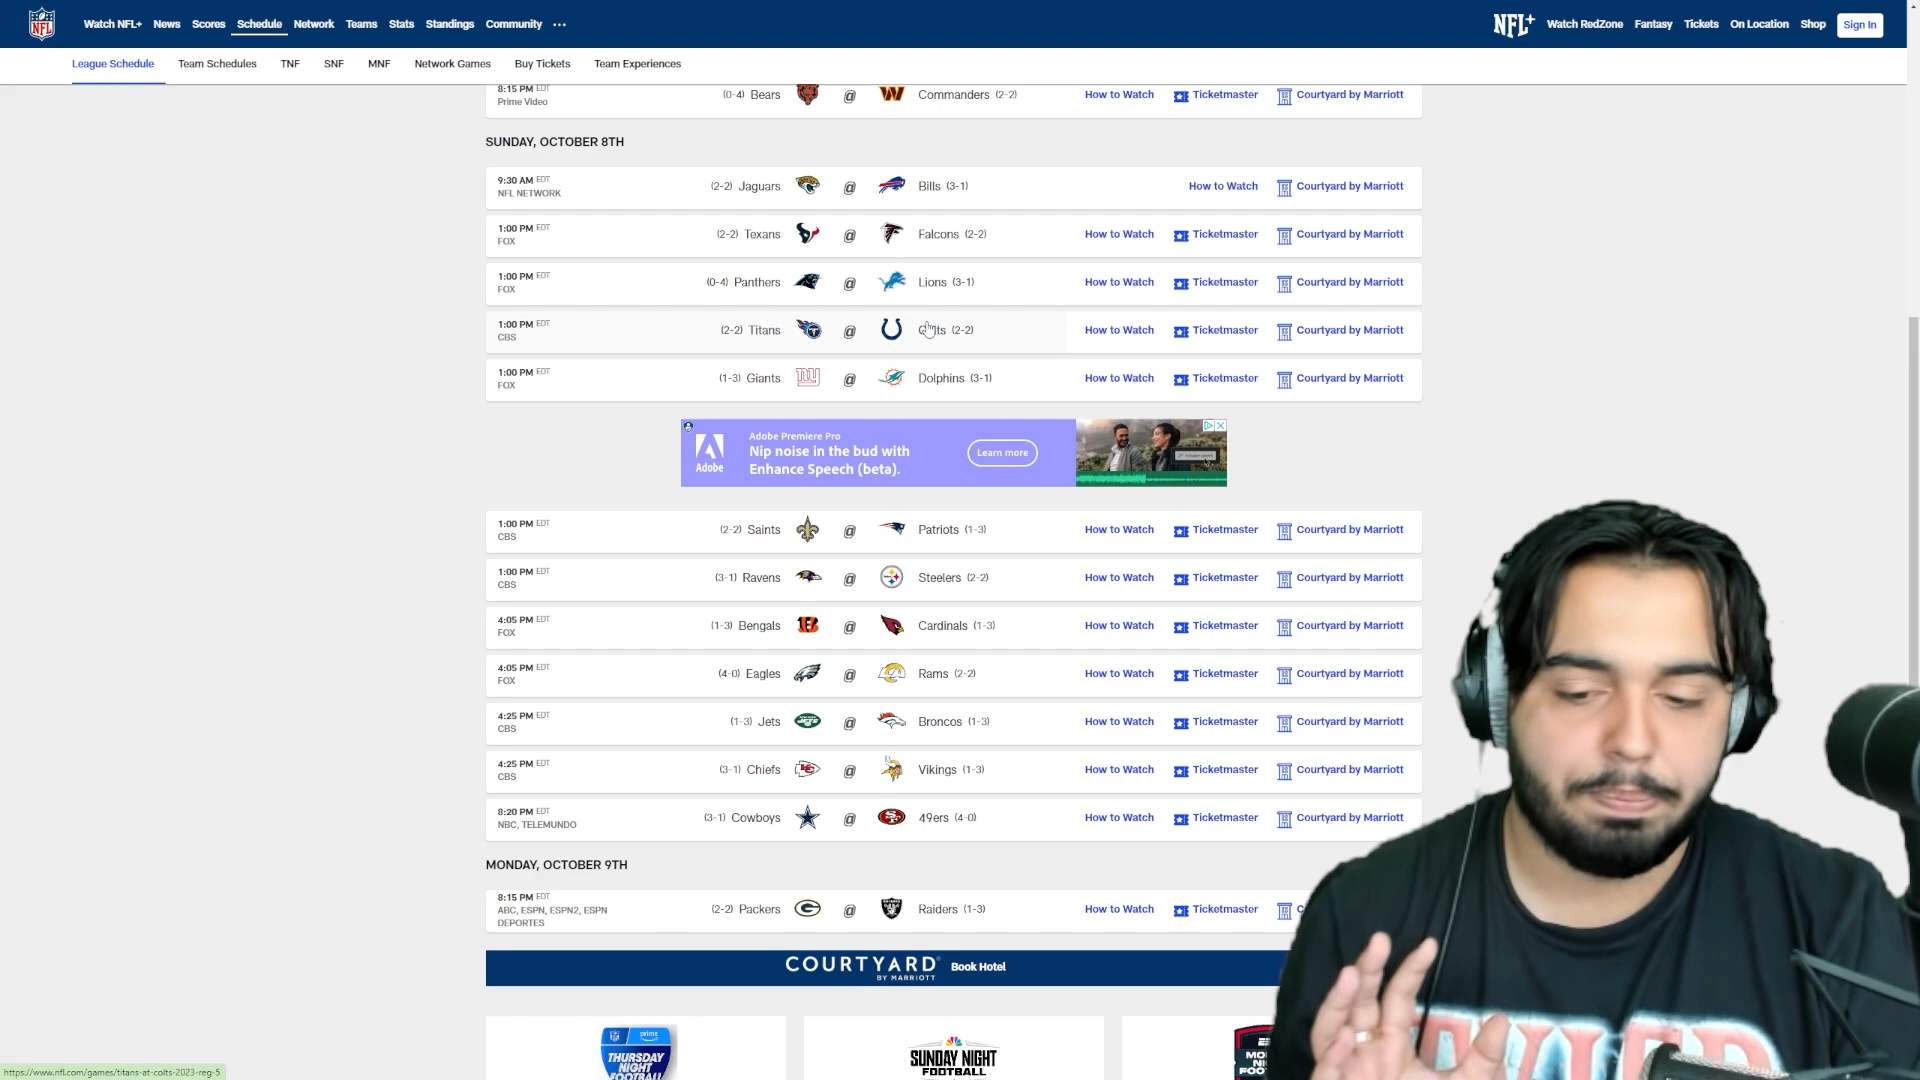 NFL Watch NFL+ News Scores Schedule Network Teams Stats Standings Community ••• NFL+ Watch RedZone Fantasy Tickets On Location Shop Sign In
League Schedule Team Schedules TNF SNF MNF Network Games Buy Tickets Team Experiences
8:15 PM EDT (0-4) Bears @ Commanders (2-2) How to Watch Ticketmaster Courtyard by Marriott
Prime Video
SUNDAY, OCTOBER 8TH
9:30 AM EDT (2-2) Jaguars @ Bills (3-1) How to Watch Courtyard by Marriott
NFL NETWORK
1:00 PM EDT (2-2) Texans @ Falcons (2-2) How to Watch Ticketmaster Courtyard by Marriott
FOX
1:00 PM EDT (0-4) Panthers @ Lions (3-1) How to Watch Ticketmaster Courtyard by Marriott
FOX
1:00 PM EDT (2-2) Titans @ Colts (2-2) How to Watch Ticketmaster Courtyard by Marriott
CBS
1:00 PM EDT (1-3) Giants @ Dolphins (3-1) How to Watch Ticketmaster Courtyard by Marriott
FOX
Adobe Premiere Pro
Nip noise in the bud with
Enhance Speech (beta).
Adobe
Learn more
1:00 PM EDT (2-2) Saints @ Patriots (1-3) How to Watch Ticketmaster Courtyard by Marriott
CBS
1:00 PM EDT (3-1) Ravens @ Steelers (2-2) How to Watch Ticketmaster Courtyard by Marriott
CBS
4:05 PM EDT (1-3) Bengals @ Cardinals (1-3) How to Watch Ticketmaster Courtyard by Marriott
FOX
4:05 PM EDT (4-0) Eagles @ Rams (2-2) How to Watch Ticketmaster Courtyard by Marriott
FOX
4:25 PM EDT (1-3) Jets @ Broncos (1-3) How to Watch Ticketmaster Courtyard by Marriott
CBS
4:25 PM EDT (3-1) Chiefs @ Vikings (1-3) How to Watch Ticketmaster Courtyard by Marriott
CBS
8:20 PM EDT (3-1) Cowboys @ 49ers (4-0) How to Watch Ticketmaster Courtyard by Marriott
NBC, TELEMUNDO
MONDAY, OCTOBER 9TH
8:15 PM EDT (2-2) Packers @ Raiders (1-3) How to Watch Ticketmaster
ABC, ESPN, ESPN2, ESPN
DEPORTES
COURTYARD BY MARRIOTT Book Hotel
prime
THURSDAY
NIGHT
SUNDAY NIGHT
FOOTBALL
https://www.nfl.com/games/titans-at-colts-2023-reg-5